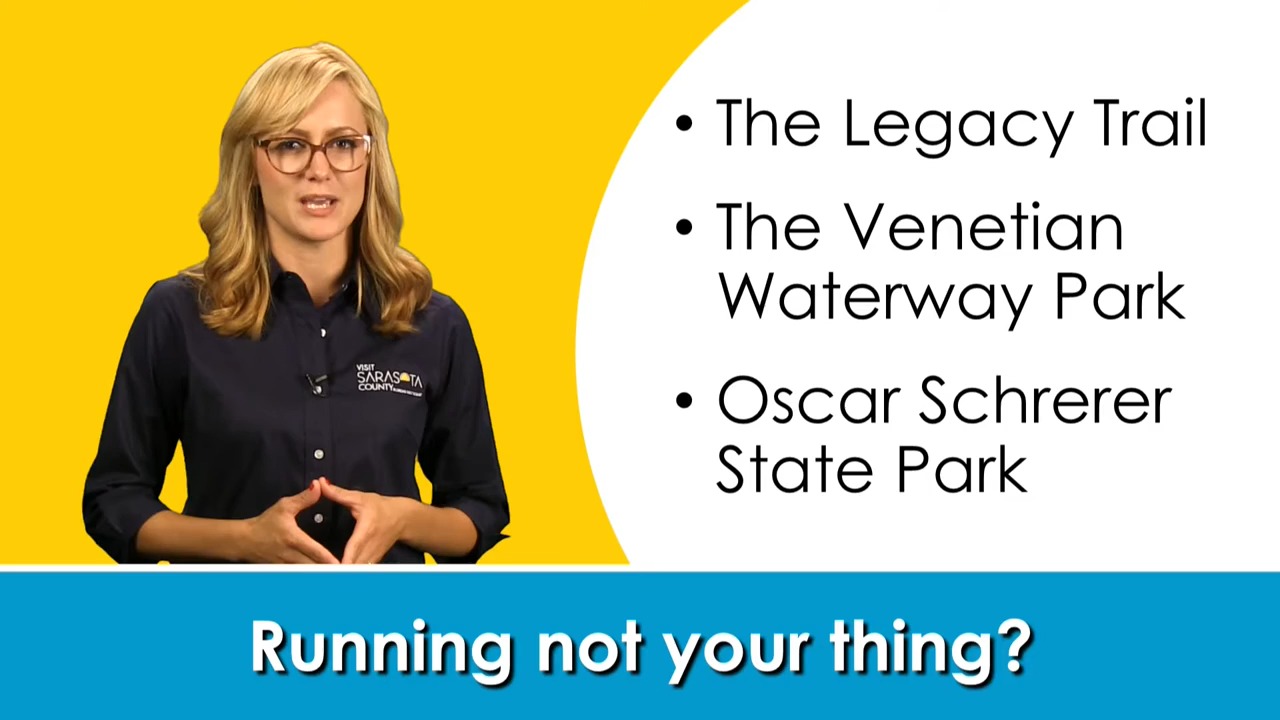 • The Legacy Trail
• The Venetian
Waterway Park
• Oscar Schrerer
State Park
VISIT
SARASOTA
COUNTY
Running not your thing?